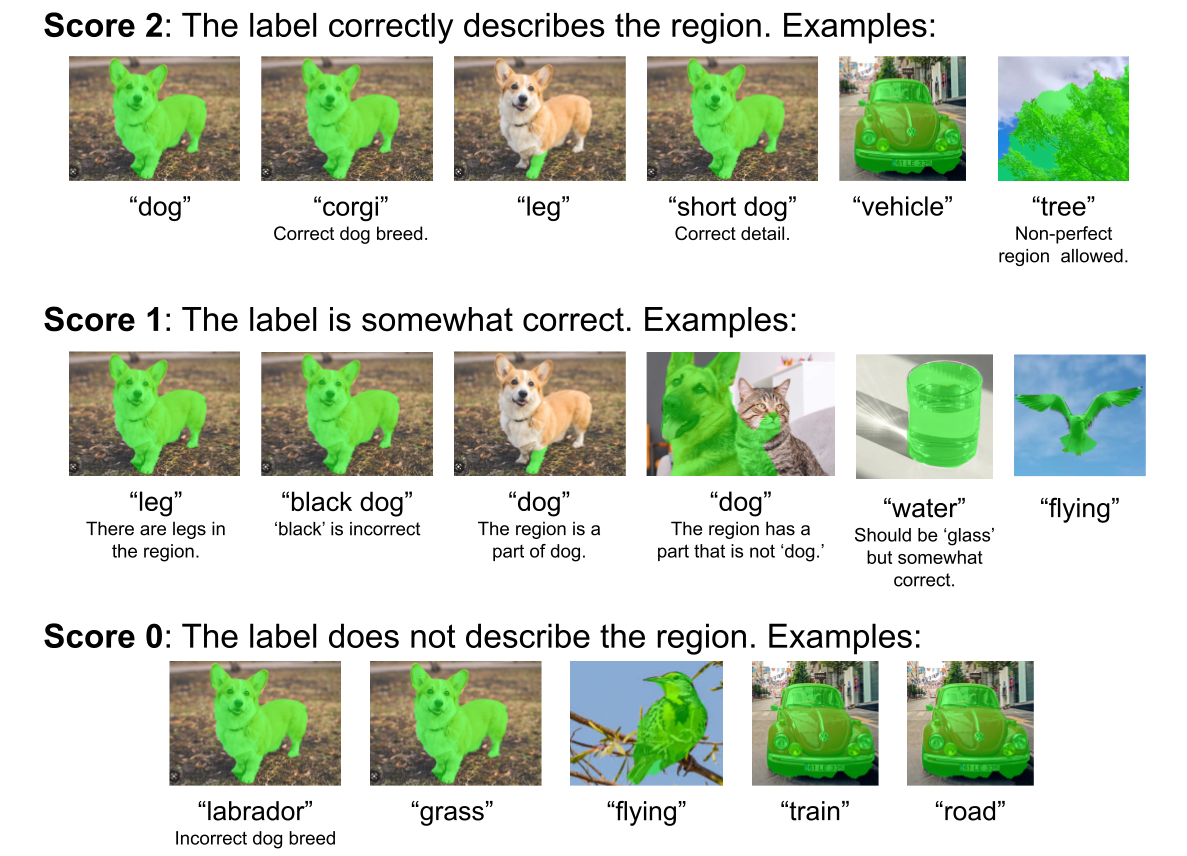 Score 2: The label correctly describes the region. Examples:
“dog”
“corgi”
Correct dog breed.
“leg”
“short dog”
Correct detail.
“vehicle”
“tree”
Non-perfect
region allowed.
Score 1: The label is somewhat correct. Examples:
“leg”
There are legs in
the region.
“black dog”
‘black’ is incorrect
“dog”
The region is a
part of dog.
“dog”
The region has a
part that is not ‘dog.’
“water”
Should be ‘glass’
but somewhat
correct.
“flying”
Score 0: The label does not describe the region. Examples:
“labrador”
Incorrect dog breed
“grass”
“flying”
“train”
“road”